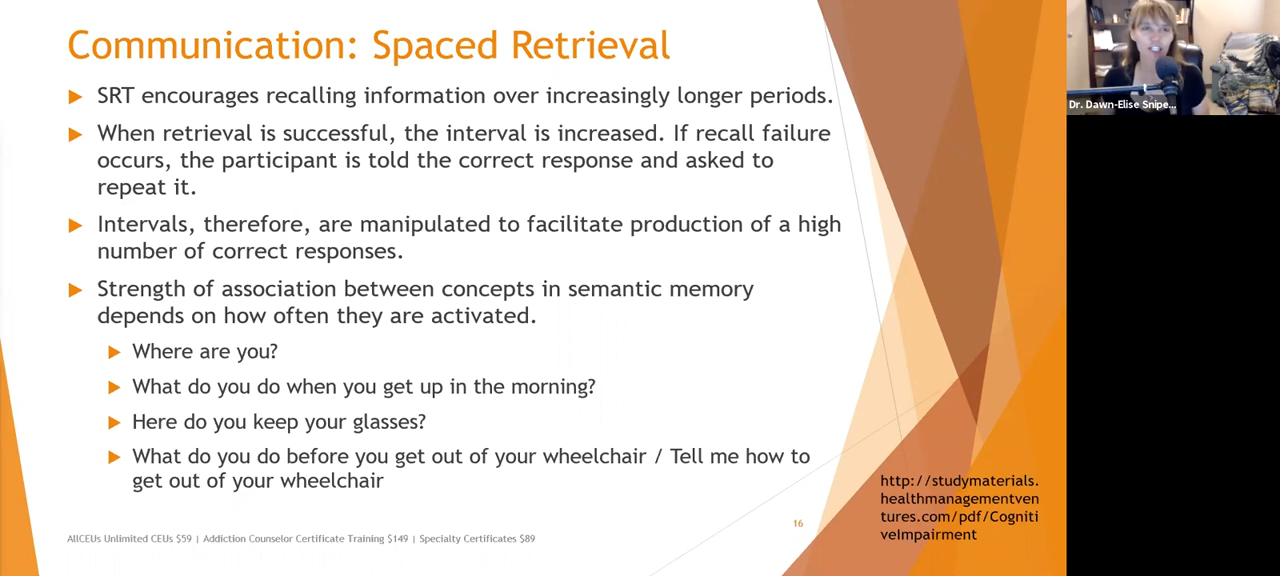 Communication: Spaced Retrieval
SRT encourages recalling information over increasingly longer periods.
When retrieval is successful, the interval is increased. If recall failure
occurs, the participant is told the correct response and asked to
repeat it.
Intervals, therefore, are manipulated to facilitate production of a high
number of correct responses.
Strength of association between concepts in semantic memory
depends on how often they are activated.
Where are you?
What do you do when you get up in the morning?
Here do you keep your glasses?
What do you do before you get out of your wheelchair / Tell me how to
get out of your wheelchair
http://studymaterials.
healthmanagementven
tures.com/pdf/Cogniti
veImpairment
16
AllCEUs Unlimited CEUs $59 | Addiction Counselor Certificate Training $149 | Specialty Certificates $89
Dr. Dawn-Elise Snipe...